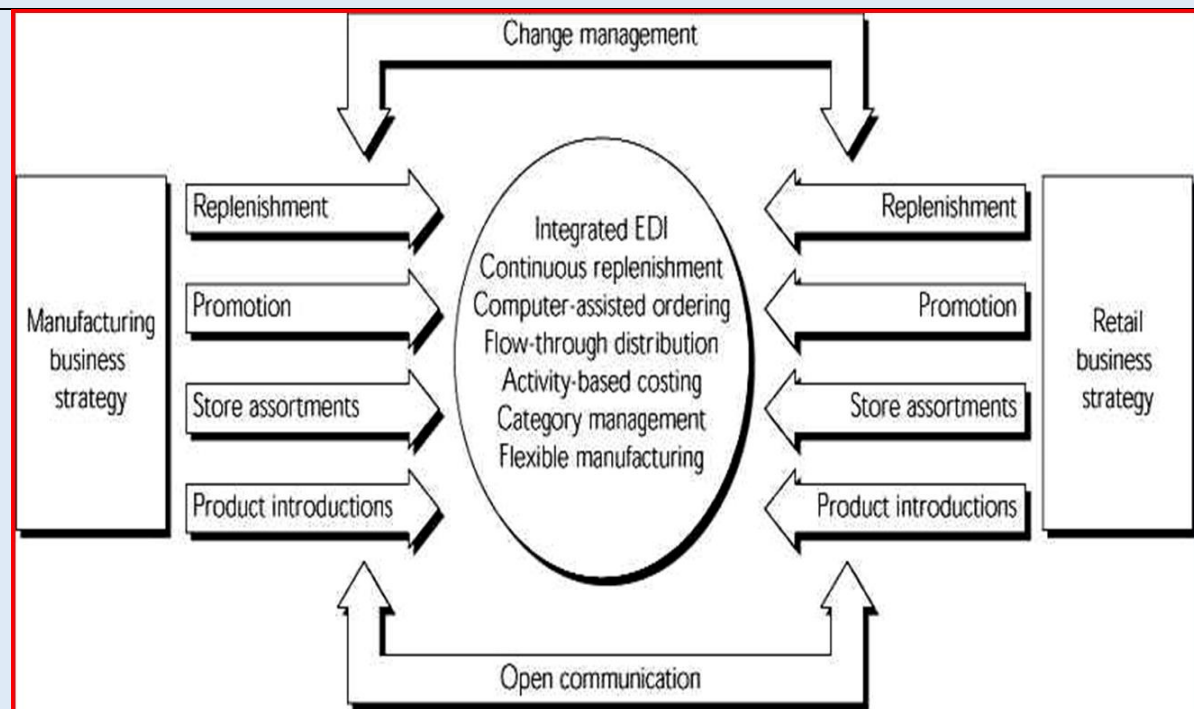 Change management
Manufacturing
business
strategy
Replenishment
Promotion
Store assortments
Product introductions
Integrated EDI
Continuous replenishment
Computer-assisted ordering
Flow-through distribution
Activity-based costing
Category management
Flexible manufacturing
Replenishment
Promotion
Store assortments
Product introductions
Retail
business
strategy
Open communication